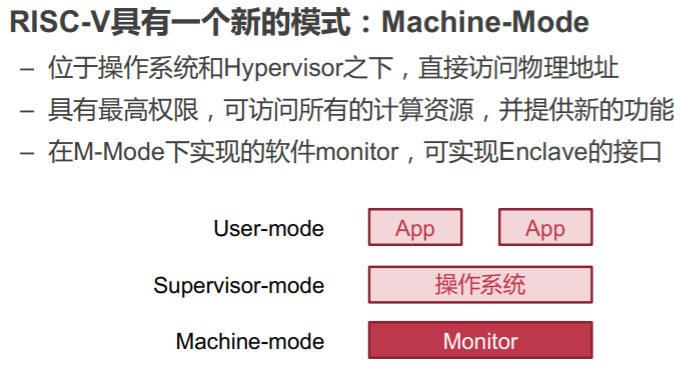 RISC-V具有一个新的模式：Machine-Mode
– 位于操作系统和Hypervisor之下，直接访问物理地址
– 具有最高权限，可访问所有的计算资源，并提供新的功能
– 在M-Mode下实现的软件monitor，可实现Enclave的接口
User-mode App App
Supervisor-mode 操作系统
Machine-mode Monitor